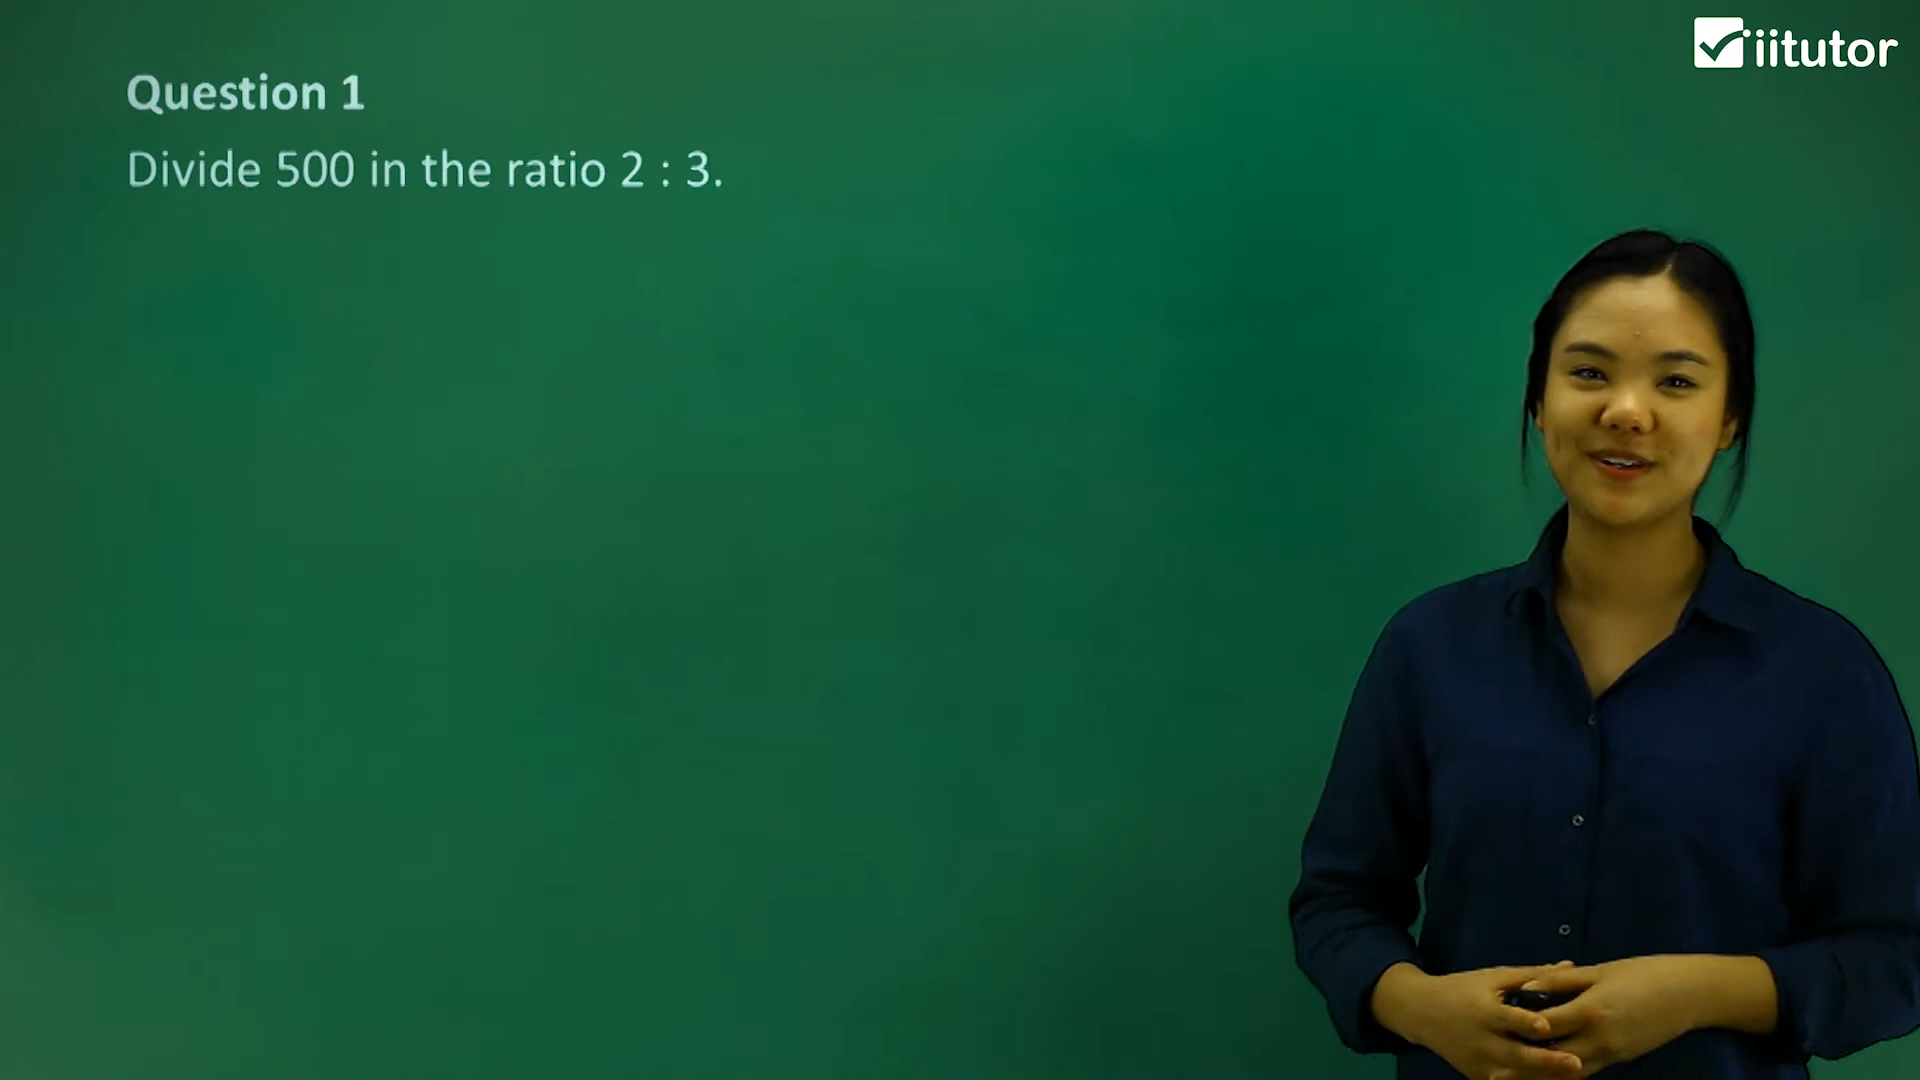 iitutor
Question 1
Divide 500 in the ratio 2 : 3.